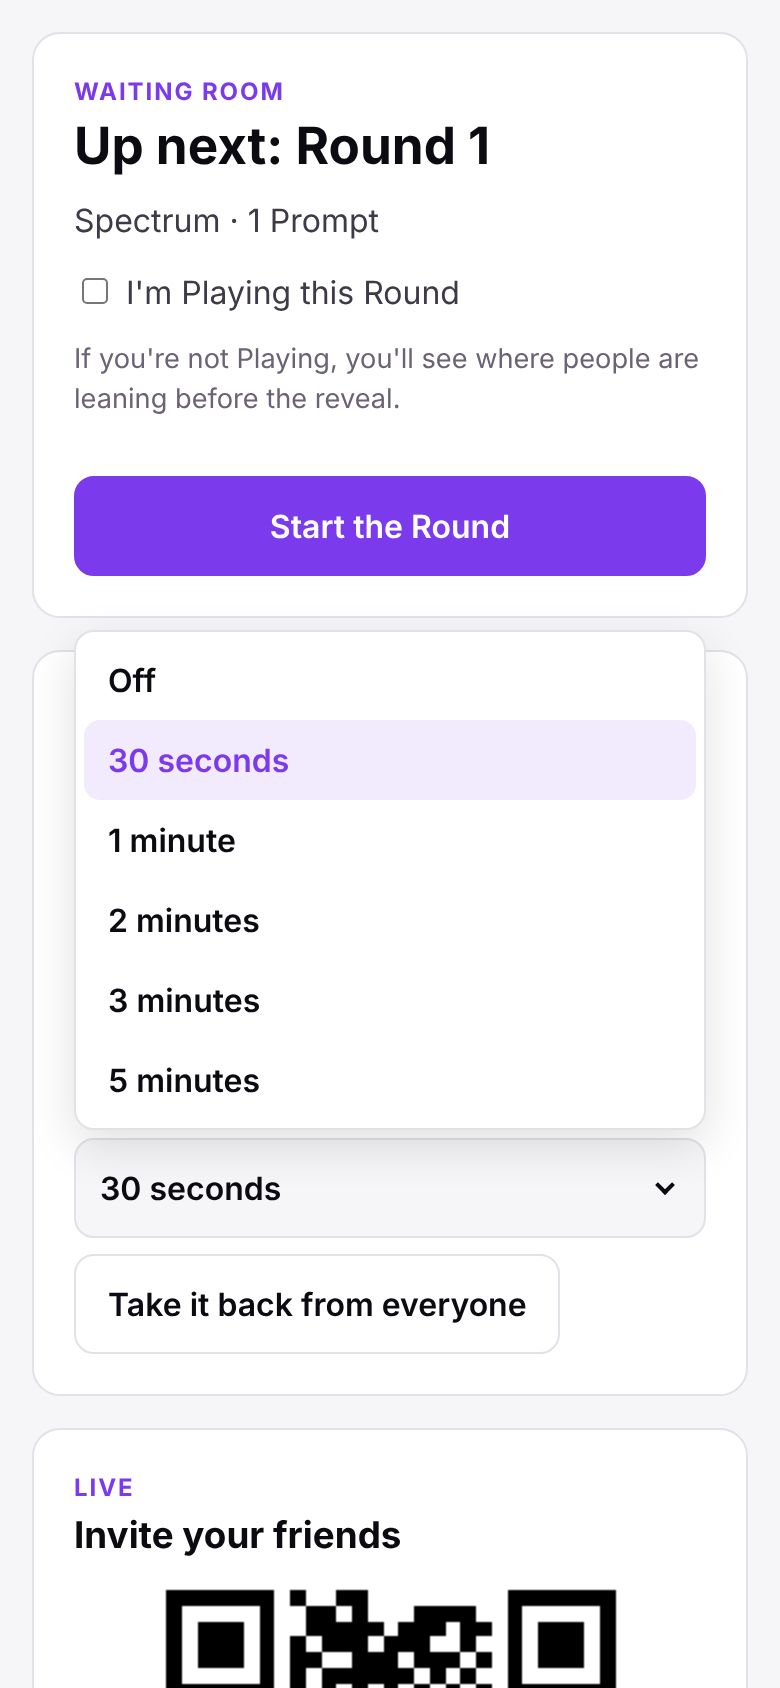 WAITING ROOM
Up next: Round 1
Spectrum · 1 Prompt
I'm Playing this Round
If you're not Playing, you'll see where people are
leaning before the reveal.
Start the Round
Off
30 seconds
1 minute
2 minutes
3 minutes
5 minutes
30 seconds
Take it back from everyone
LIVE
Invite your friends